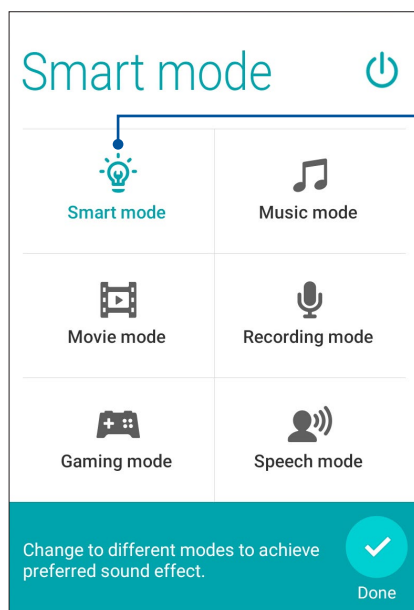 Smart mode
Smart mode
Music mode
Movie mode
Recording mode
Gaming mode
Speech mode
Change to different modes to achieve
preferred sound effect.
Done